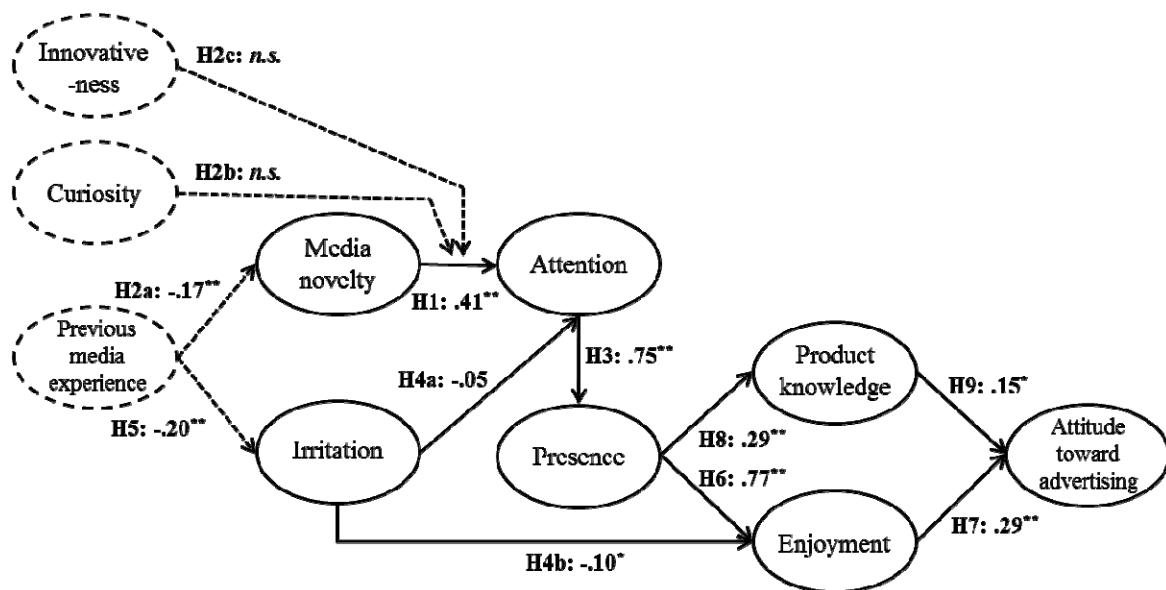 Innovative
-ness
H2c: n.s.
Curiosity
H2b: n.s.
Media
novelty
Attention
H2a: -.17**
H1: .41**
Previous
media
experience
H3: .75**
H4a: -.05
Product
knowledge
H9: .15*
H5: -.20**
Irritation
Presence
H8: .29**
H6: .77**
Attitude
toward
advertising
Enjoyment
H7: .29**
H4b: -.10*